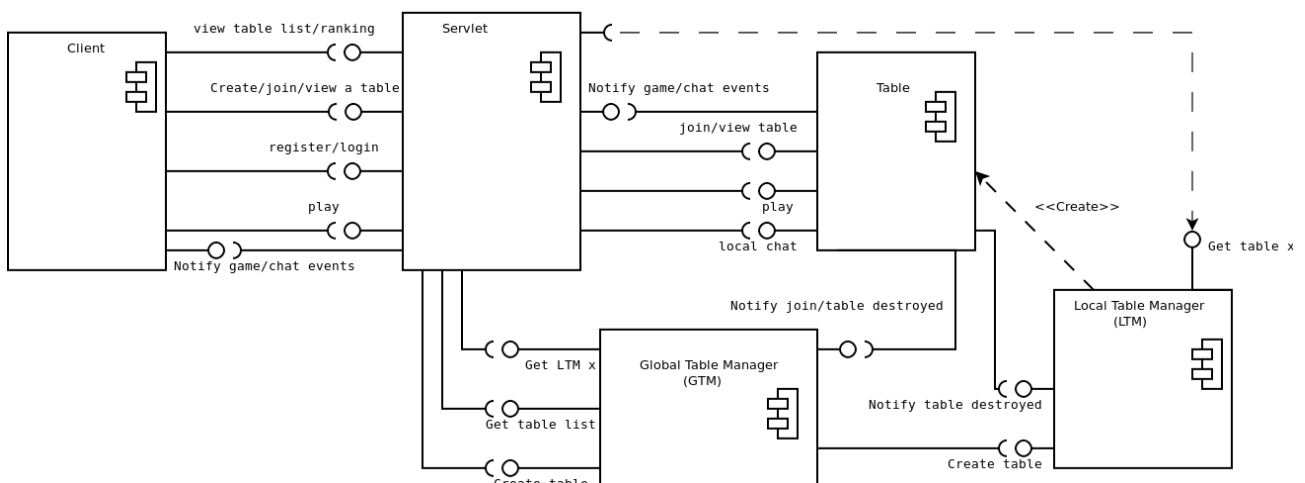 view table list/ranking
Servlet
Client
Create/join/view a table
Notify game/chat events
Table
join/view table
register/login
play
play
<<Create>>
local chat
Get table x
Notify game/chat events
Notify join/table destroyed
Local Table Manager
(LTM)
Get LTM x
Global Table Manager
(GTM)
Notify table destroyed
Get table list
Create table
Create table